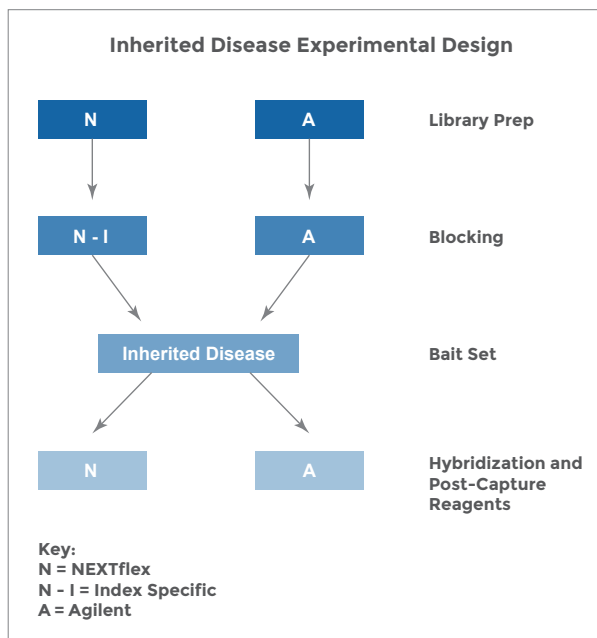 Inherited Disease Experimental Design
N
A
Library Prep
N - I
A
Blocking
Inherited Disease
Bait Set
N
A
Hybridization and
Post-Capture
Reagents
Key:
N = NEXTflex
N - I = Index Specific
A = Agilent